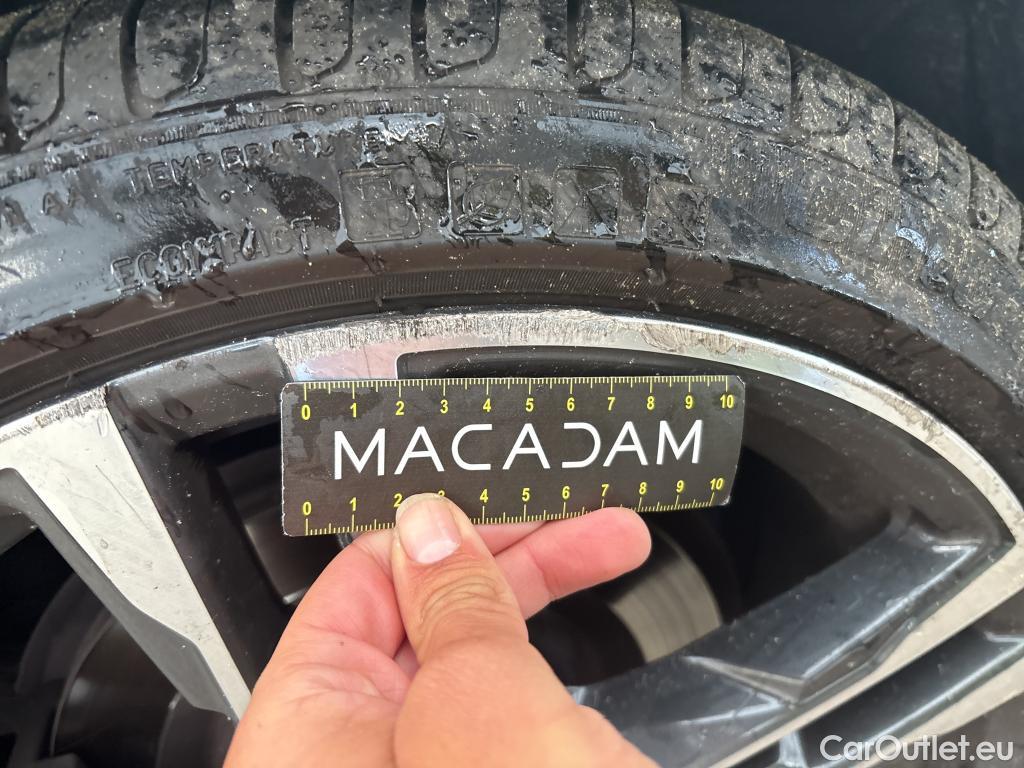 AA TEMPERATURE
ECOIMPACT
0 1 2 3 4 5 6 7 8 9 10
MACADAM
0 1 2 3 4 5 6 7 8 9 10
CarOutlet.eu